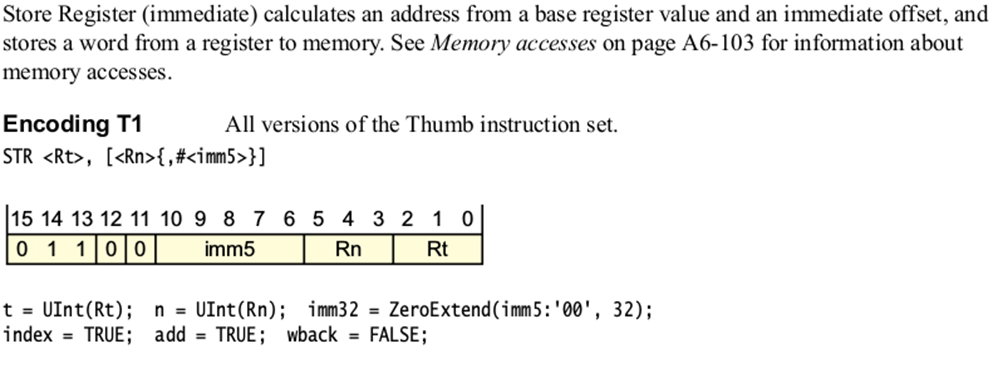 Store Register (immediate) calculates an address from a base register value and an immediate offset, and
stores a word from a register to memory. See Memory accesses on page A6-103 for information about
memory accesses.
Encoding T1 All versions of the Thumb instruction set.
STR <Rt>, [<Rn>{,#<imm5>}]
15 14 13 12 11 10 9 8 7 6 5 4 3 2 1 0
0 1 1 0 0 imm5 Rn Rt
t = UInt(Rt); n = UInt(Rn); imm32 = ZeroExtend(imm5:'00', 32);
index = TRUE; add = TRUE; wback = FALSE;